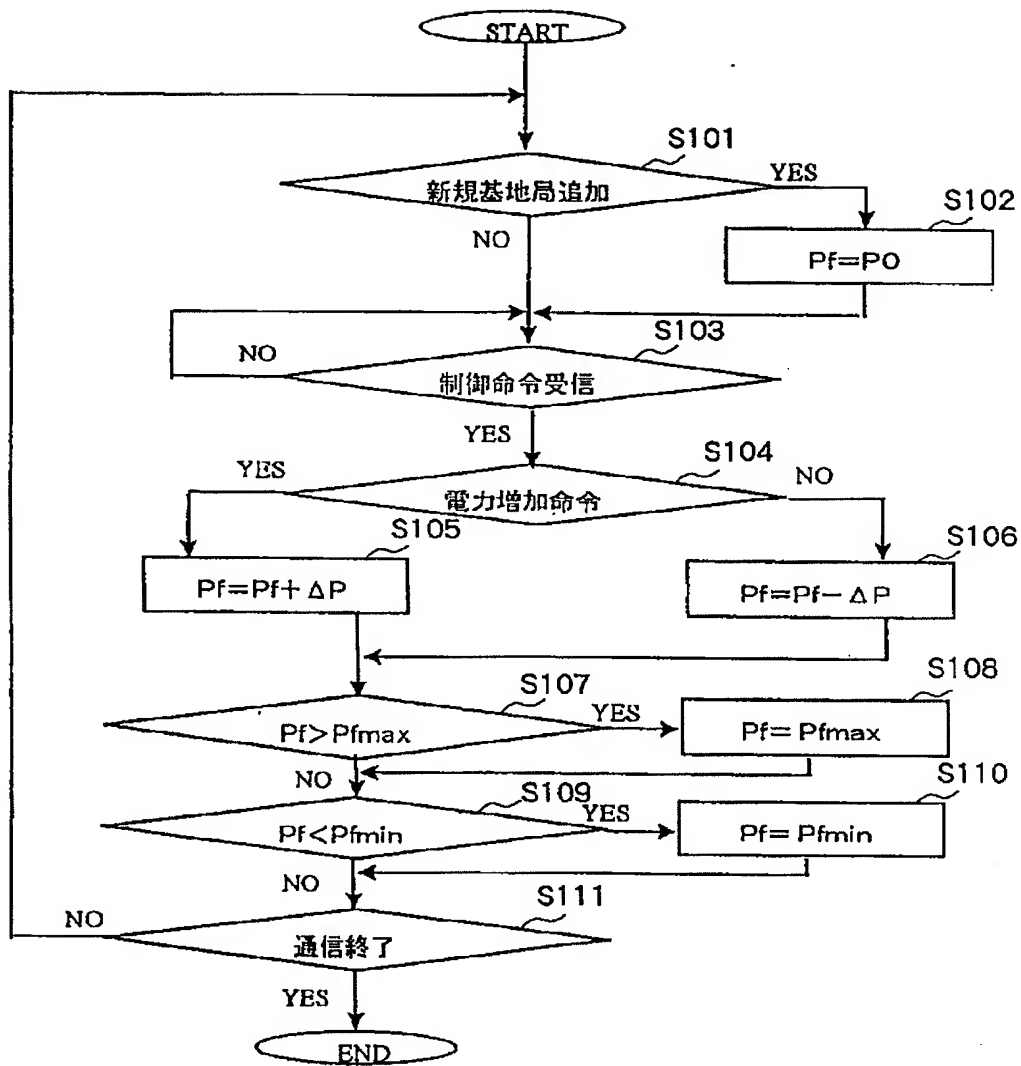 START
S101
新規基地局追加
YES
S102
NO
Pf=P0
S103
NO
制御命令受信
YES
S104
YES
NO
電力増加命令
S105
S106
Pf=Pf+ΔP
Pf=Pf−ΔP
S107
S108
Pf>Pfmax
YES
Pf=Pfmax
NO
S109
S110
YES
Pf<Pfmin
Pf=Pfmin
NO
S111
NO
通信終了
YES
END